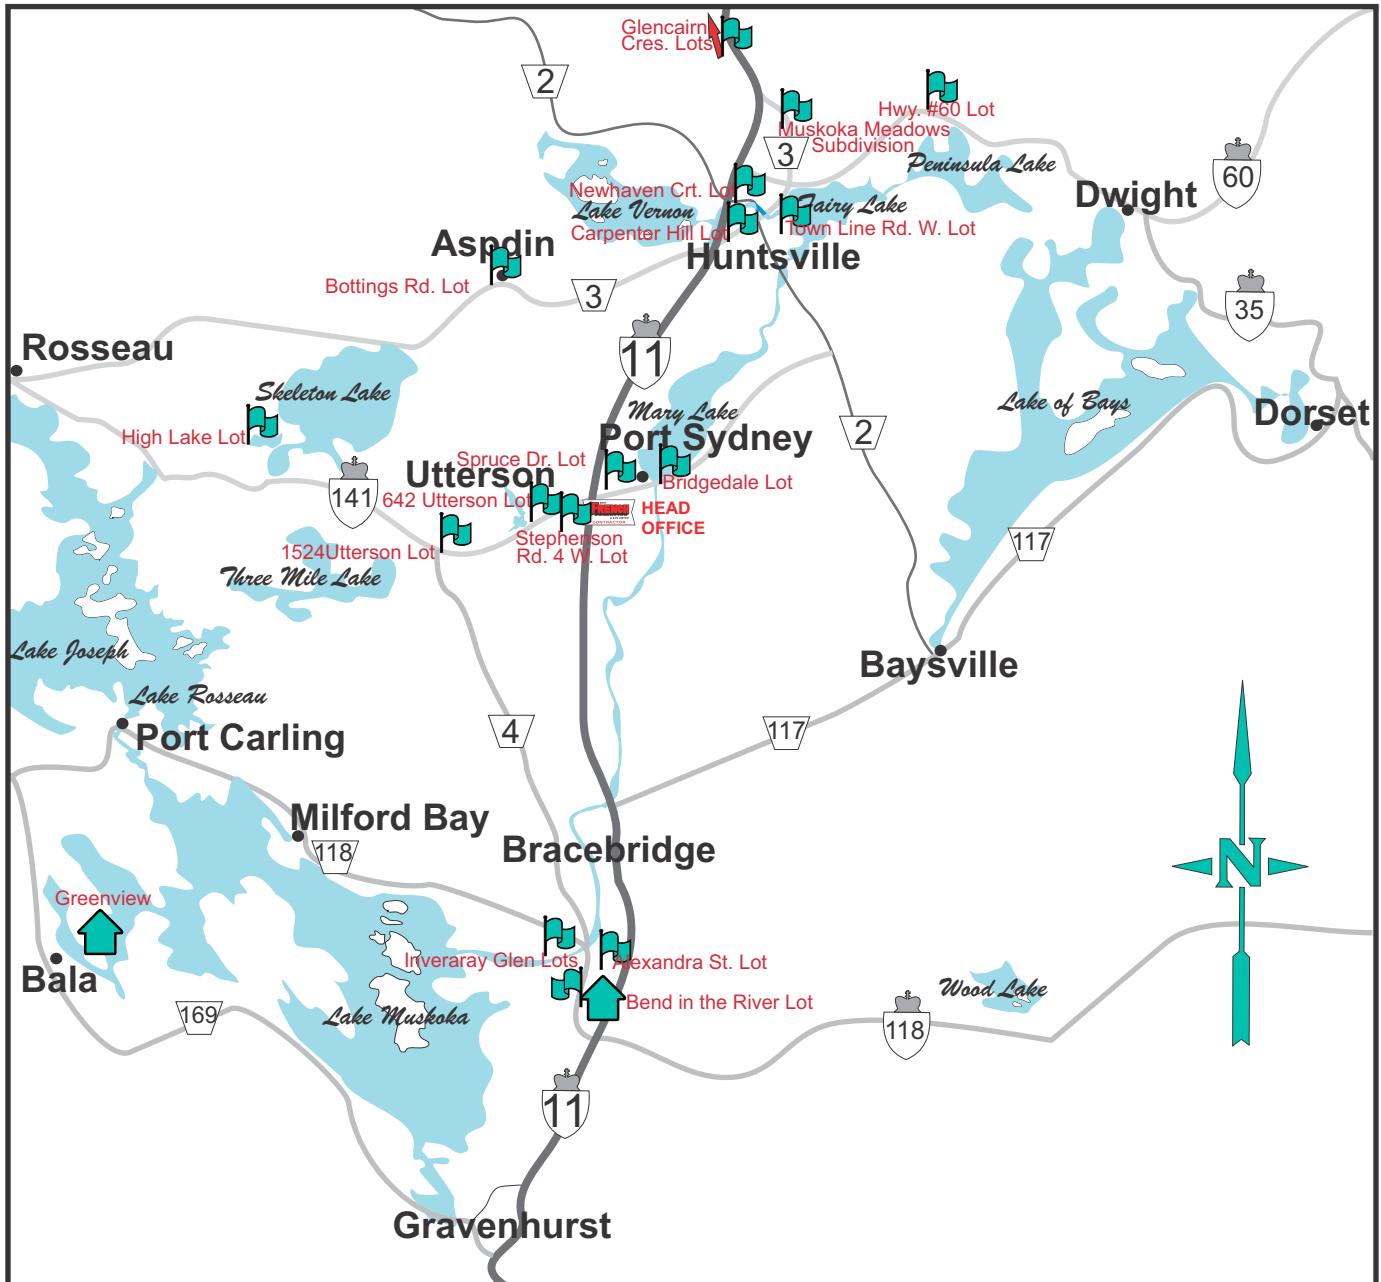 Glencairn
Cres. Lots
2
Hwy. #60 Lot
Muskoka Meadows
Subdivision
3
Peninsula Lake
60
Newhaven Crt. Lot
Dwight
Lake Vernon
Fairy Lake
Carpenter Hill Lot
Town Line Rd. W. Lot
Aspdin
Huntsville
Bottings Rd. Lot
3
35
Rosseau
11
Skeleton Lake
Lake of Bays
Mary Lake
Dorset
High Lake Lot
Port Sydney
2
Spruce Dr. Lot
Utterson
Bridgedale Lot
141
642 Utterson Lot
FRENCH
CONTRACTOR
HEAD
OFFICE
Stephenson
Rd. 4 W. Lot
1524Utterson Lot
117
Three Mile Lake
Lake Joseph
Baysville
Lake Rosseau
Port Carling
4
117
Milford Bay
118
Bracebridge
N
Greenview
Inveraray Glen Lots
Alexandra St. Lot
Bala
Wood Lake
Bend in the River Lot
169
Lake Muskoka
118
11
Gravenhurst